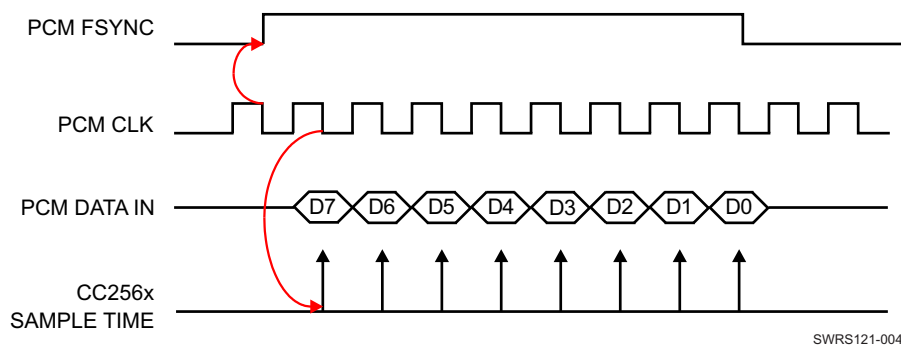 PCM FSYNC
PCM CLK
PCM DATA IN
D7 D6 D5 D4 D3 D2 D1 D0
CC256x
SAMPLE TIME
SWRS121-004